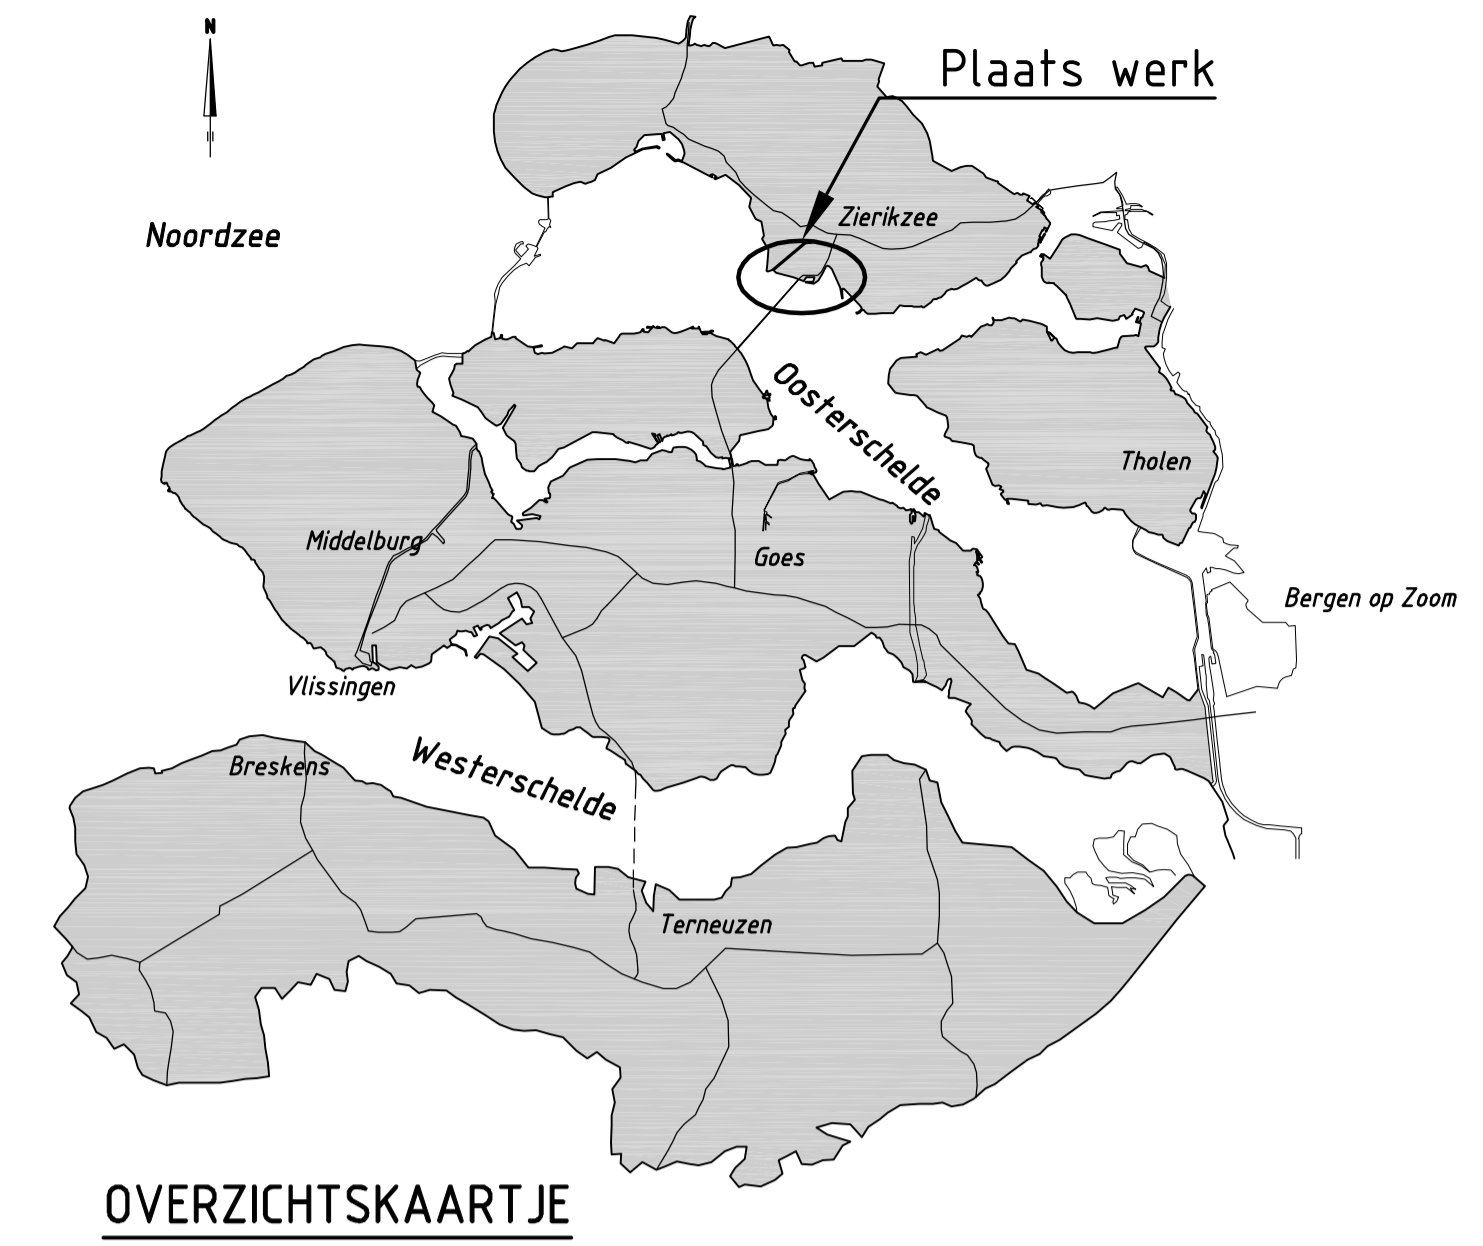 N
Plaats werk
Zierikzee
Noordzee
Oosterschelde
Tholen
Middelburg
Goes
Bergen op Zoom
Vlissingen
Westerschelde
Breskens
Terneuzen
OVERZICHTSKAARTJE